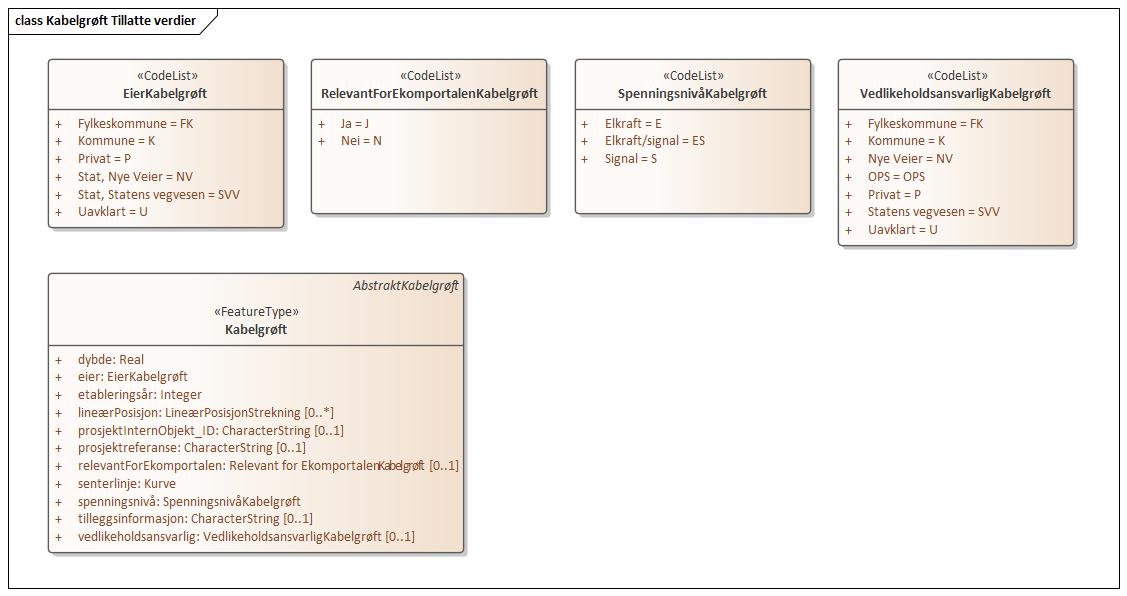 class Kabelgrøft Tillatte verdier
«CodeList»
EierKabelgrøft
+ Fylkeskommune = FK
+ Kommune = K
+ Privat = P
+ Stat, Nye Veier = NV
+ Stat, Statens vegvesen = SVV
+ Uavklart = U
«CodeList»
RelevantForEkomportalenKabelgrøft
+ Ja = J
+ Nei = N
«CodeList»
SpenningsnivåKabelgrøft
+ Elkraft = E
+ Elkraft/signal = ES
+ Signal = S
«CodeList»
VedlikeholdsansvarligKabelgrøft
+ Fylkeskommune = FK
+ Kommune = K
+ Nye Veier = NV
+ OPS = OPS
+ Privat = P
+ Statens vegvesen = SVV
+ Uavklart = U
AbstraktKabelgrøft
«FeatureType»
Kabelgrøft
+ dybde: Real
+ eier: EierKabelgrøft
+ etableringsår: Integer
+ lineærPosisjon: LineærPosisjonStrekning [0..*]
+ prosjektInternObjekt_ID: CharacterString [0..1]
+ prosjektreferanse: CharacterString [0..1]
+ relevantForEkomportalen: Relevant for EkomportalenKabelgrøft [0..1]
+ senterlinje: Kurve
+ spenningsnivå: SpenningsnivåKabelgrøft
+ tilleggsinformasjon: CharacterString [0..1]
+ vedlikeholdsansvarlig: VedlikeholdsansvarligKabelgrøft [0..1]